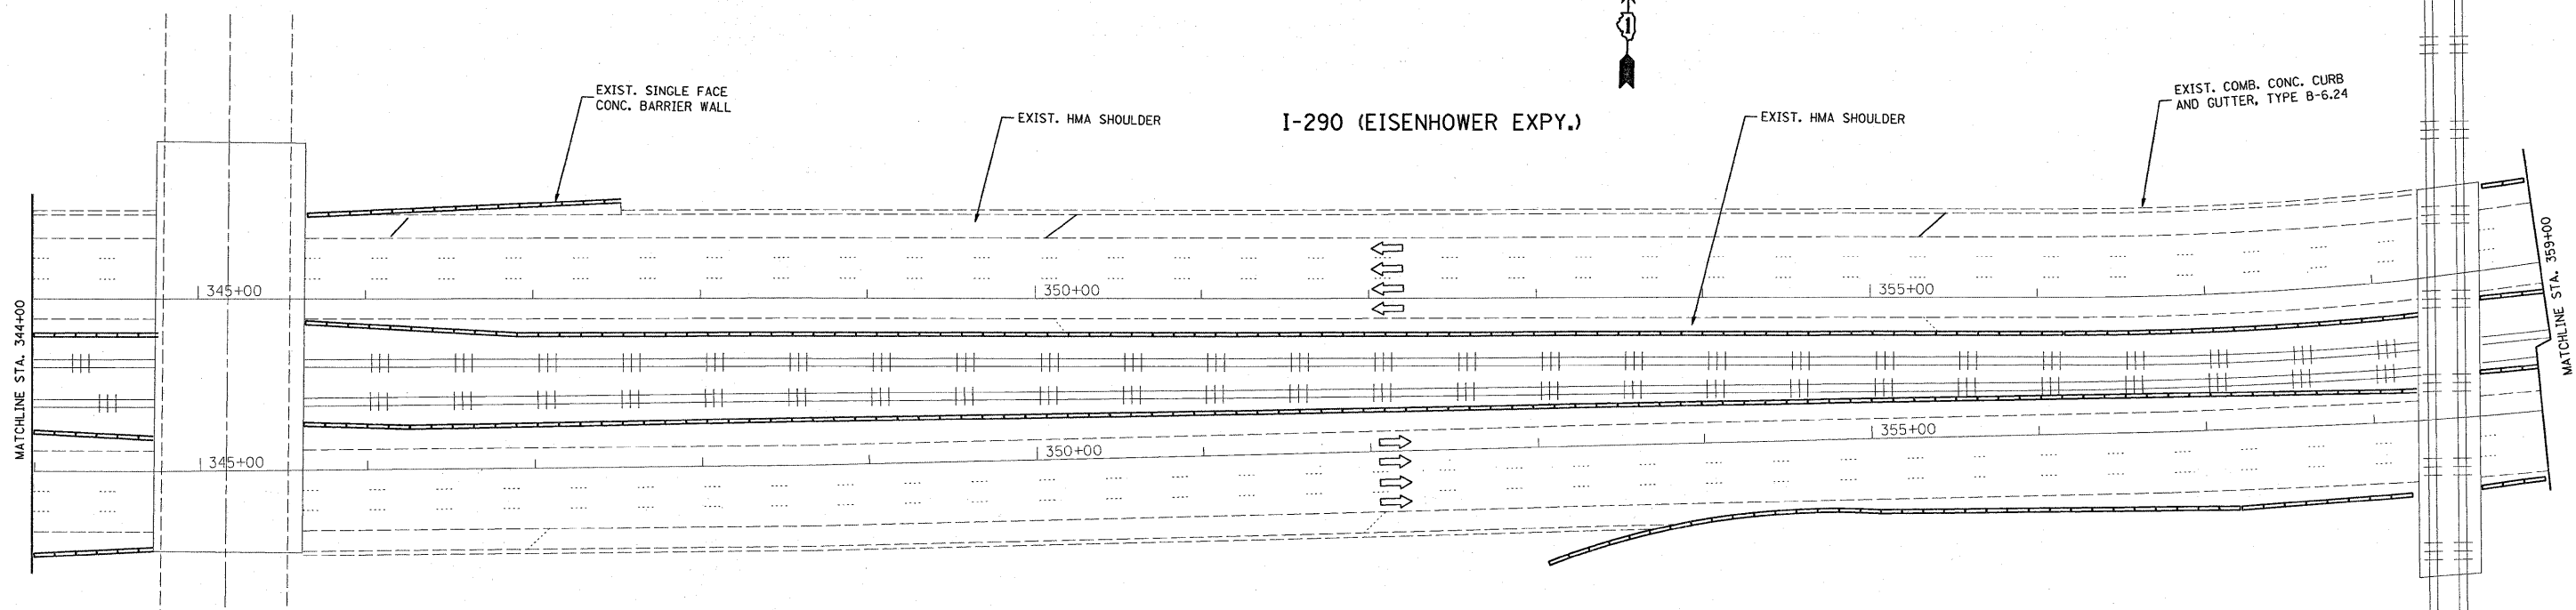 1
EXIST. SINGLE FACE
CONC. BARRIER WALL
EXIST. HMA SHOULDER
I-290 (EISENHOWER EXPY.)
EXIST. HMA SHOULDER
EXIST. COMB. CONC. CURB
AND GUTTER, TYPE B-6.24
345+00
350+00
355+00
MATCHLINE STA. 344+00
MATCHLINE STA. 359+00
345+00
350+00
355+00